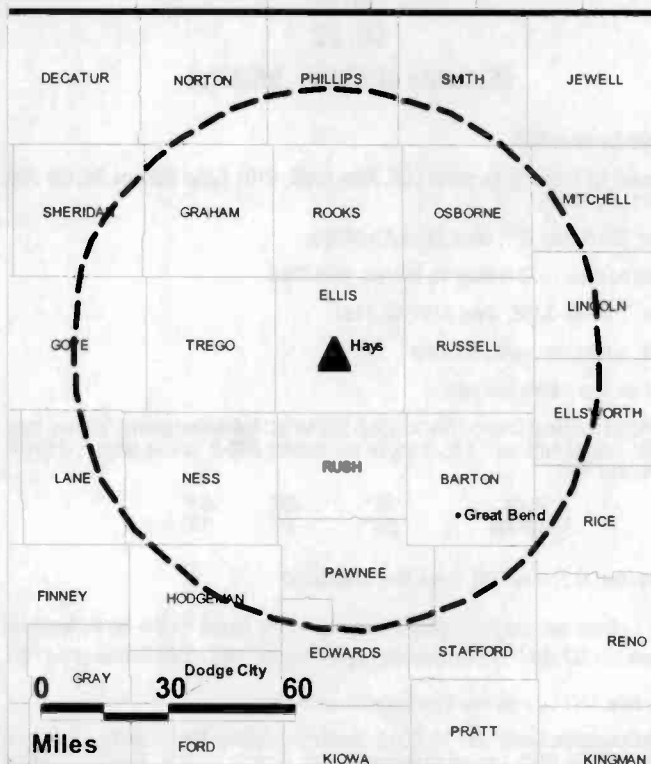 DECATUR NORTON PHILLIPS SMITH JEWELL
MITCHELL
SHERIDAN GRAHAM ROOKS OSBORNE
ELLIS
LINCOLN
GOVE TREGO Hays RUSSELL
ELLSWORTH
RUSH
LANE NESS BARTON
Great Bend RICE
PAWNEE
FINNEY HODGEMAN
RENO
EDWARDS STAFFORD
Dodge City
GRAY
0 30 60
PRATT
Miles FORD
KIOWA KINGMAN